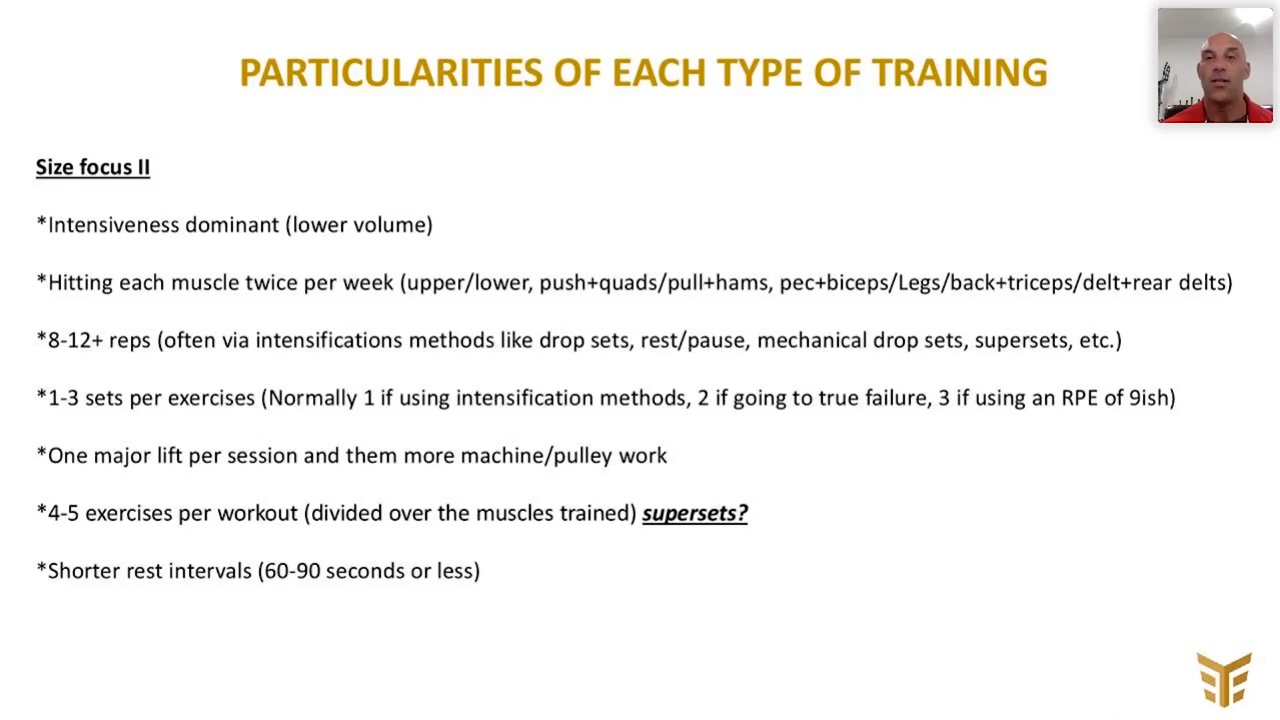 PARTICULARITIES OF EACH TYPE OF TRAINING
Size focus II
*Intensiveness dominant (lower volume)
*Hitting each muscle twice per week (upper/lower, push+quads/pull+hams, pec+biceps/Legs/back+triceps/delt+rear delts)
*8-12+ reps (often via intensifications methods like drop sets, rest/pause, mechanical drop sets, supersets, etc.)
*1-3 sets per exercises (Normally 1 if using intensification methods, 2 if going to true failure, 3 if using an RPE of 9ish)
*One major lift per session and them more machine/pulley work
*4-5 exercises per workout (divided over the muscles trained) supersets?
*Shorter rest intervals (60-90 seconds or less)